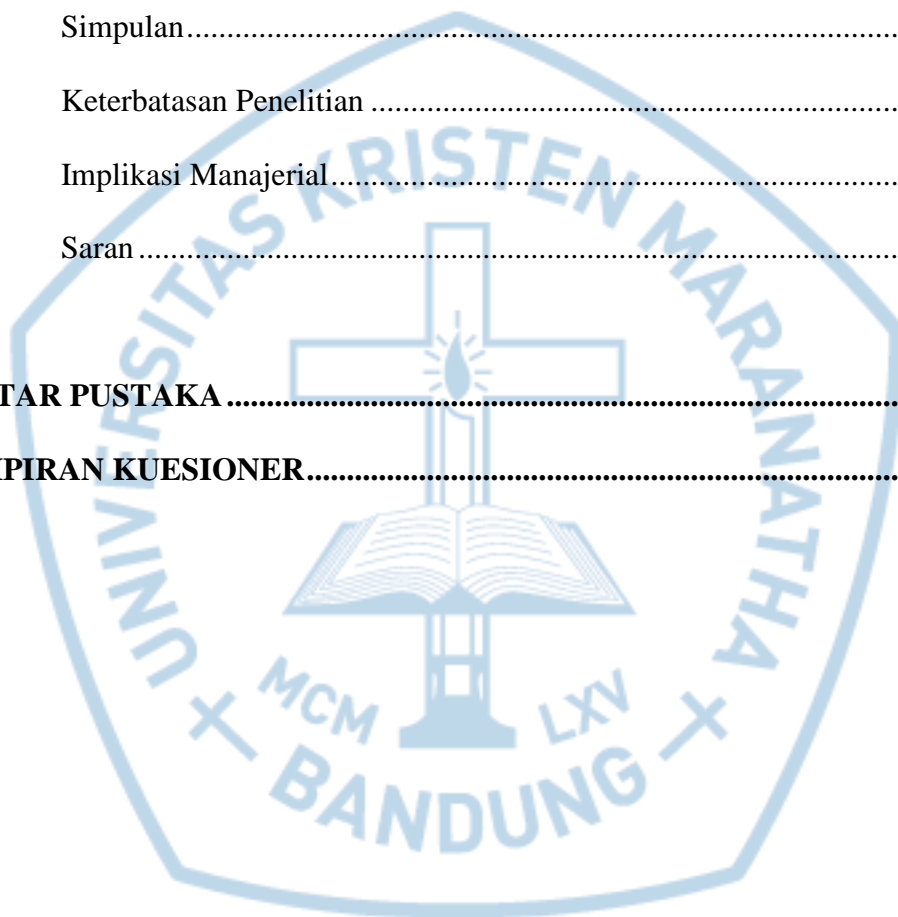 Simpulan.......................................................................................
Keterbatasan Penelitian ..................................................................
Implikasi Manajerial.......................................................................
Saran ..............................................................................................
TAR PUSTAKA ...................................................................................
PIRAN KUESIONER.........................................................................
UNIVERSITAS KRISTEN MARANATHA
MCM LXV
BANDUNG